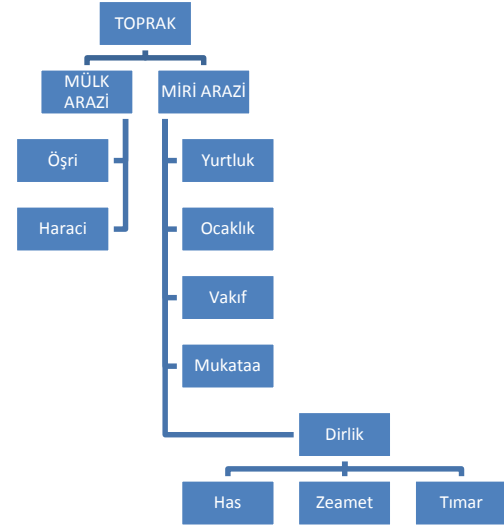 TOPRAK
MÜLK
ARAZİ
MİRİ ARAZİ
Öşri
Haraci
Yurtluk
Ocaklık
Vakıf
Mukataa
Dirlik
Has
Zeamet
Tımar